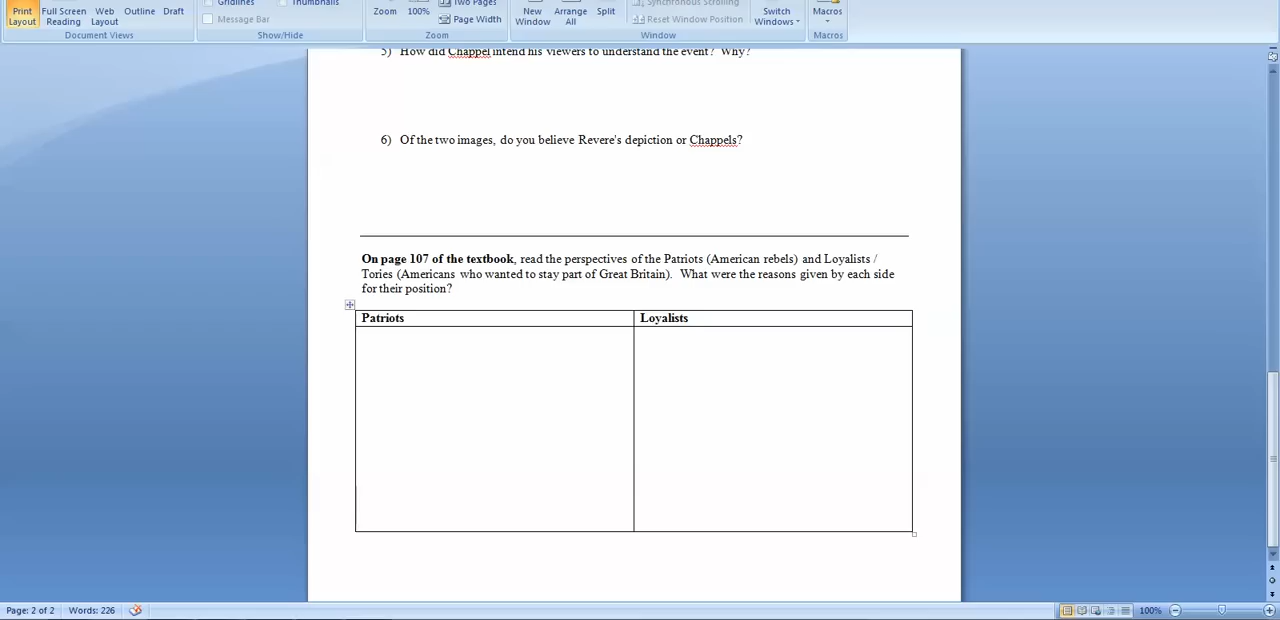 Gridlines
Thumbnails
Two Pages
Synchronous Scrolling
Print Layout
Full Screen Reading
Web Layout
Outline
Draft
Message Bar
Zoom
100%
Page Width
New Window
Arrange All
Split
Reset Window Position
Switch Windows
Macros
Document Views
Show/Hide
Zoom
Window
Macros
5) How did Chappel intend his viewers to understand the event? Why?
6) Of the two images, do you believe Revere's depiction or Chappels?
On page 107 of the textbook, read the perspectives of the Patriots (American rebels) and Loyalists /
Tories (Americans who wanted to stay part of Great Britain). What were the reasons given by each side
for their position?
Patriots
Loyalists
Page: 2 of 2
Words: 226
100%